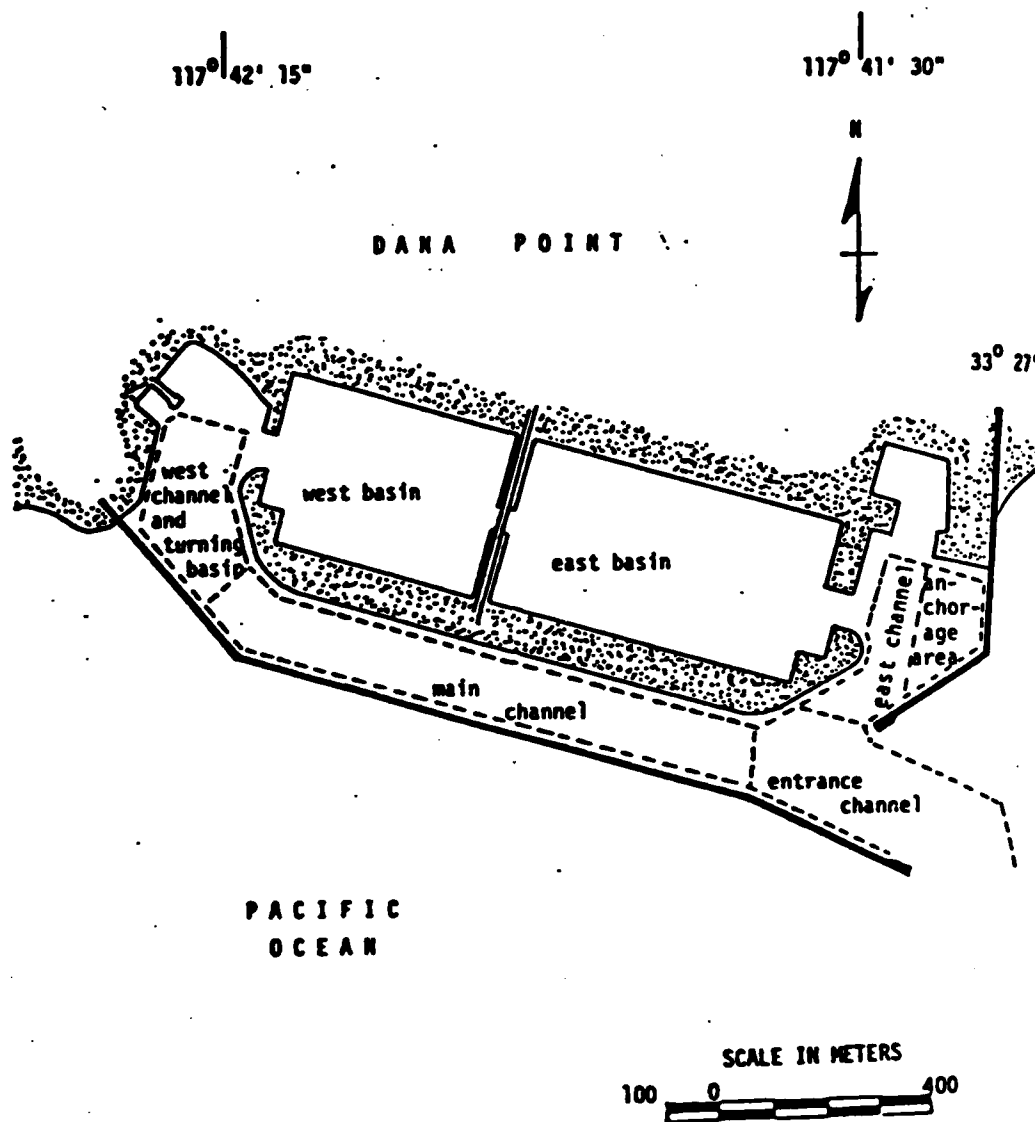 117° 42' 15"
117° 41' 30"
N
DANA POINT
33° 27'
west
channel
and
turning
basin
west basin
east basin
east channel
an-
chor-
age
area
main
channel
entrance
channel
PACIFIC
OCEAN
SCALE IN METERS
100 0 400